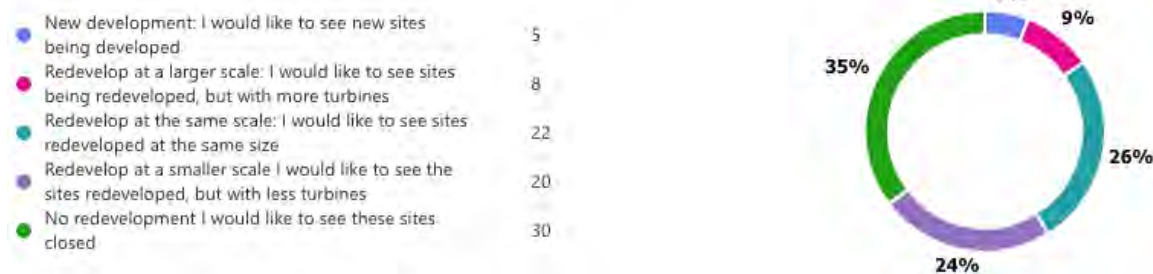 New development: I would like to see new sites
being developed
5
Redevelop at a larger scale: I would like to see sites
being redeveloped, but with more turbines
8
Redevelop at the same scale: I would like to see sites
redeveloped at the same size
22
Redevelop at a smaller scale I would like to see the
sites redeveloped, but with less turbines
20
No redevelopment I would like to see these sites
closed
30
9%
35%
26%
24%